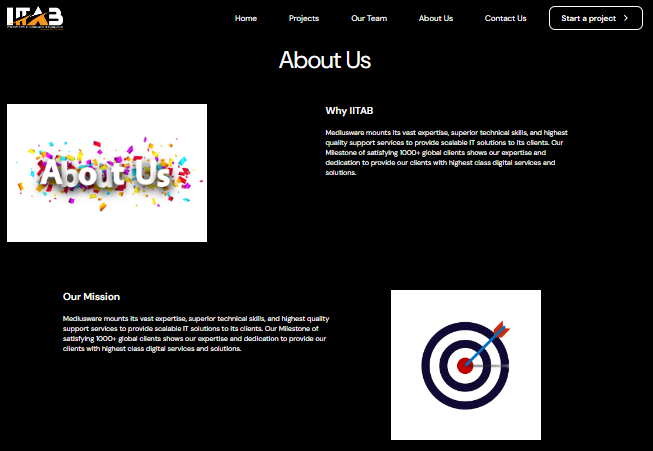 IITAB
Home Projects Our Team About Us Contact Us Start a project
About Us
About Us
Why IITAB
Mediusware mounts its vast expertise, superior technical skills, and highest
quality support services to provide scalable IT solutions to its clients. Our
Milestone of satisfying 1000+ global clients shows our expertise and
dedication to provide our clients with highest class digital services and
solutions.
Our Mission
Mediusware mounts its vast expertise, superior technical skills, and highest quality
support services to provide scalable IT solutions to its clients. Our Milestone of
satisfying 1000+ global clients shows our expertise and dedication to provide our
clients with highest class digital services and solutions.